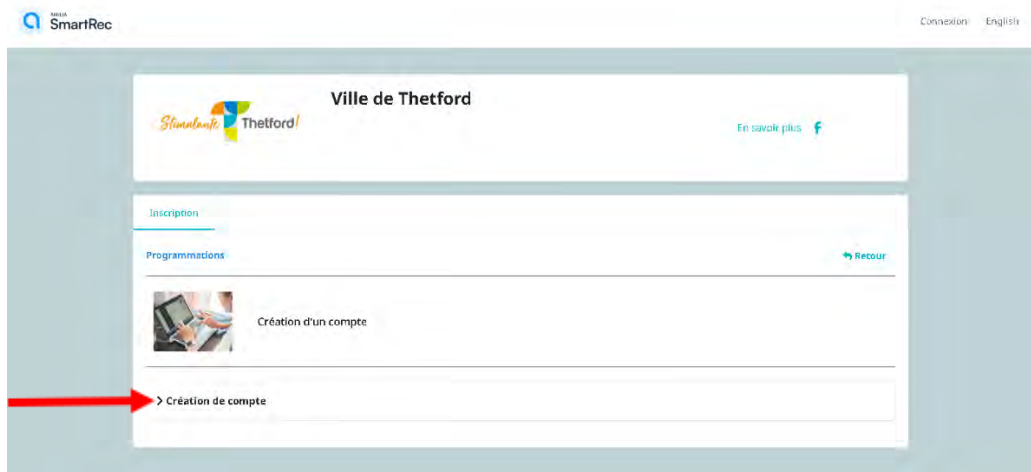 SmartRec
Connexion English
Ville de Thetford
Stimulante Thetford!
En savoir plus f
Inscription
Programmations
Retour
Création d'un compte
Création de compte